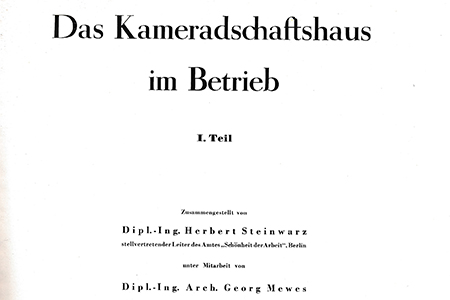 Das Kameradschaftshaus
im Betrieb
I. Teil
Zusammengestellt von
Dipl.-Ing. Herbert Steinwarz
stellvertretender Leiter des Amtes „Schönheit der Arbeit", Berlin
unter Mitarbeit von
Dipl.-Ing. Arch. Georg Mewes